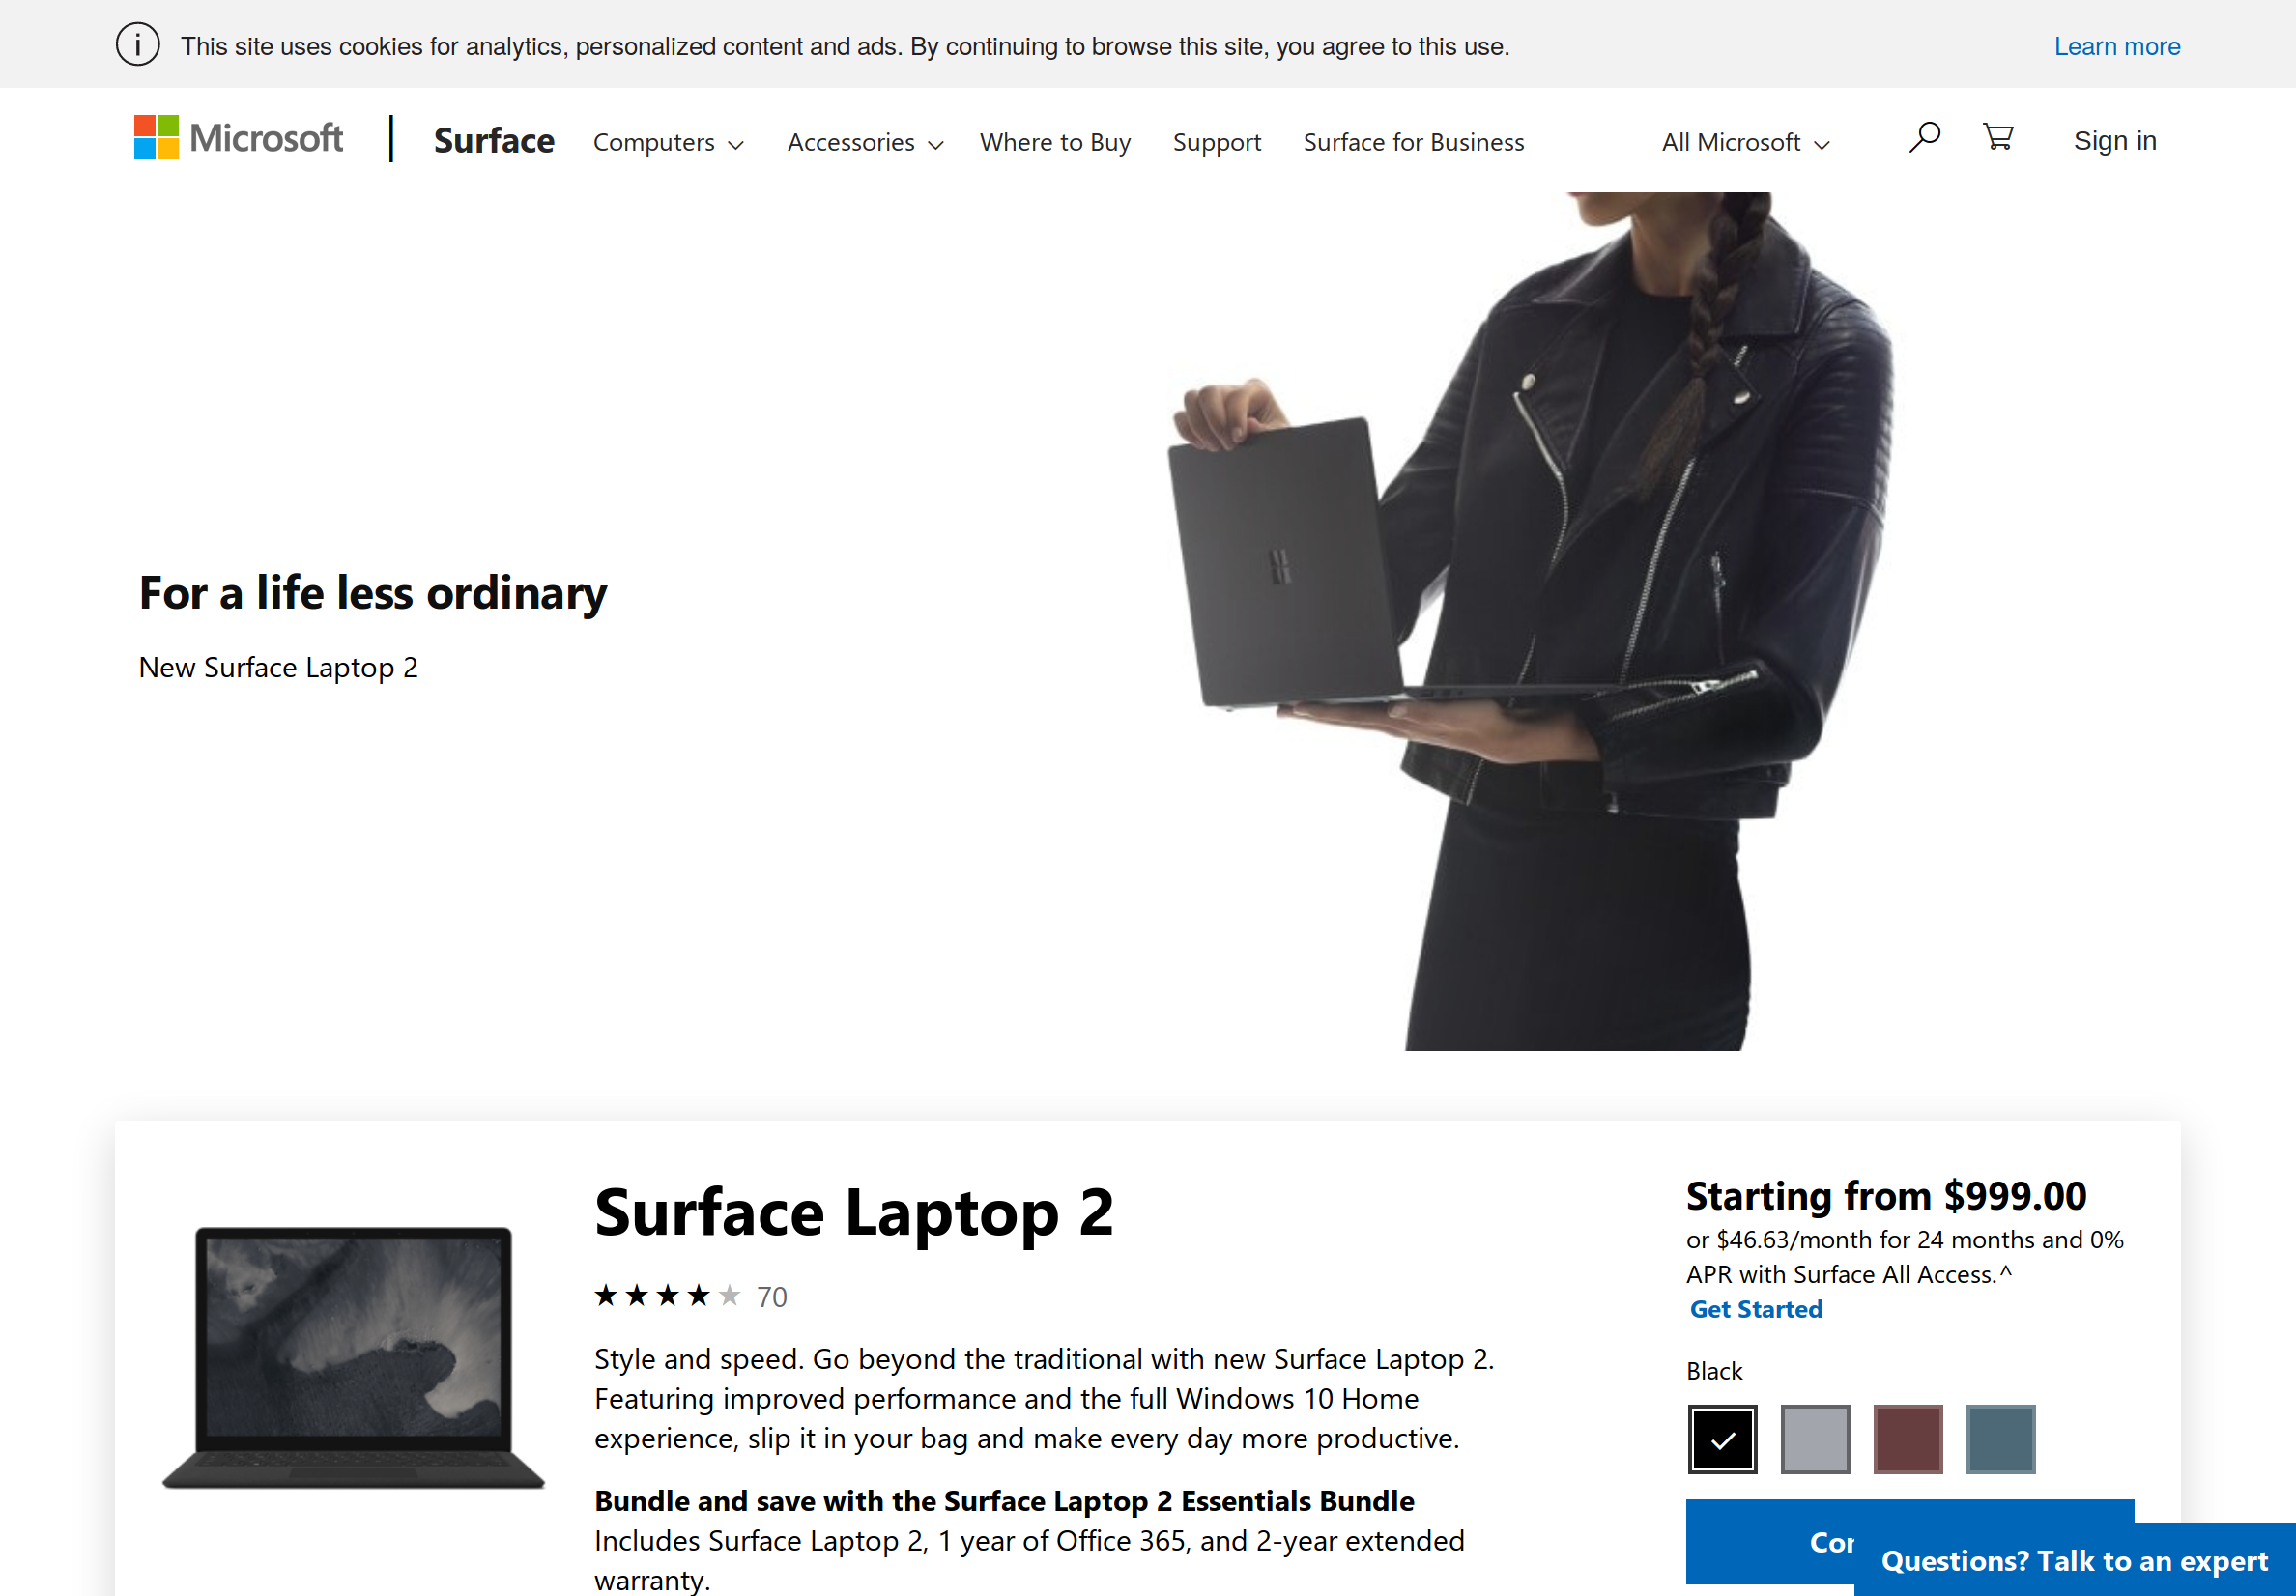 This site uses cookies for analytics, personalized content and ads. By continuing to browse this site, you agree to this use.
Learn more
Microsoft
Surface
Computers
Accessories
Where to Buy
Support
Surface for Business
All Microsoft
Sign in
For a life less ordinary
New Surface Laptop 2
Surface Laptop 2
70
Style and speed. Go beyond the traditional with new Surface Laptop 2.
Featuring improved performance and the full Windows 10 Home
experience, slip it in your bag and make every day more productive.
Bundle and save with the Surface Laptop 2 Essentials Bundle
Includes Surface Laptop 2, 1 year of Office 365, and 2-year extended
warranty.
Starting from $999.00
or $46.63/month for 24 months and 0%
APR with Surface All Access.^
Get Started
Black
Questions? Talk to an expert